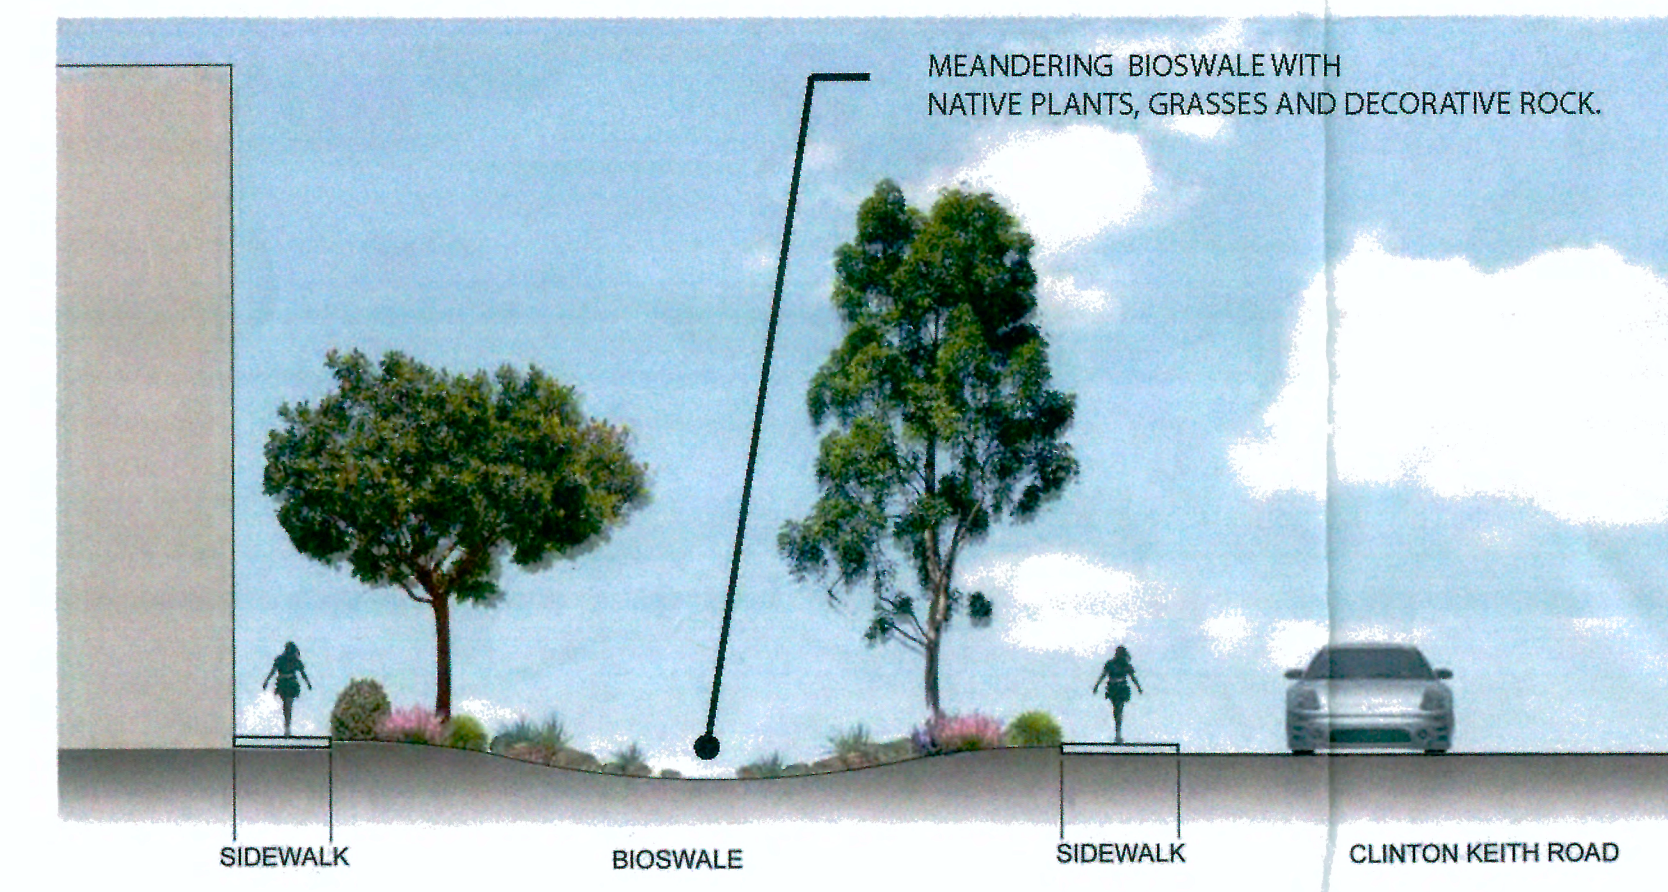 MEANDERING BIOSWALE WITH
NATIVE PLANTS, GRASSES AND DECORATIVE ROCK.
SIDEWALK
BIOSWALE
SIDEWALK
CLINTON KEITH ROAD